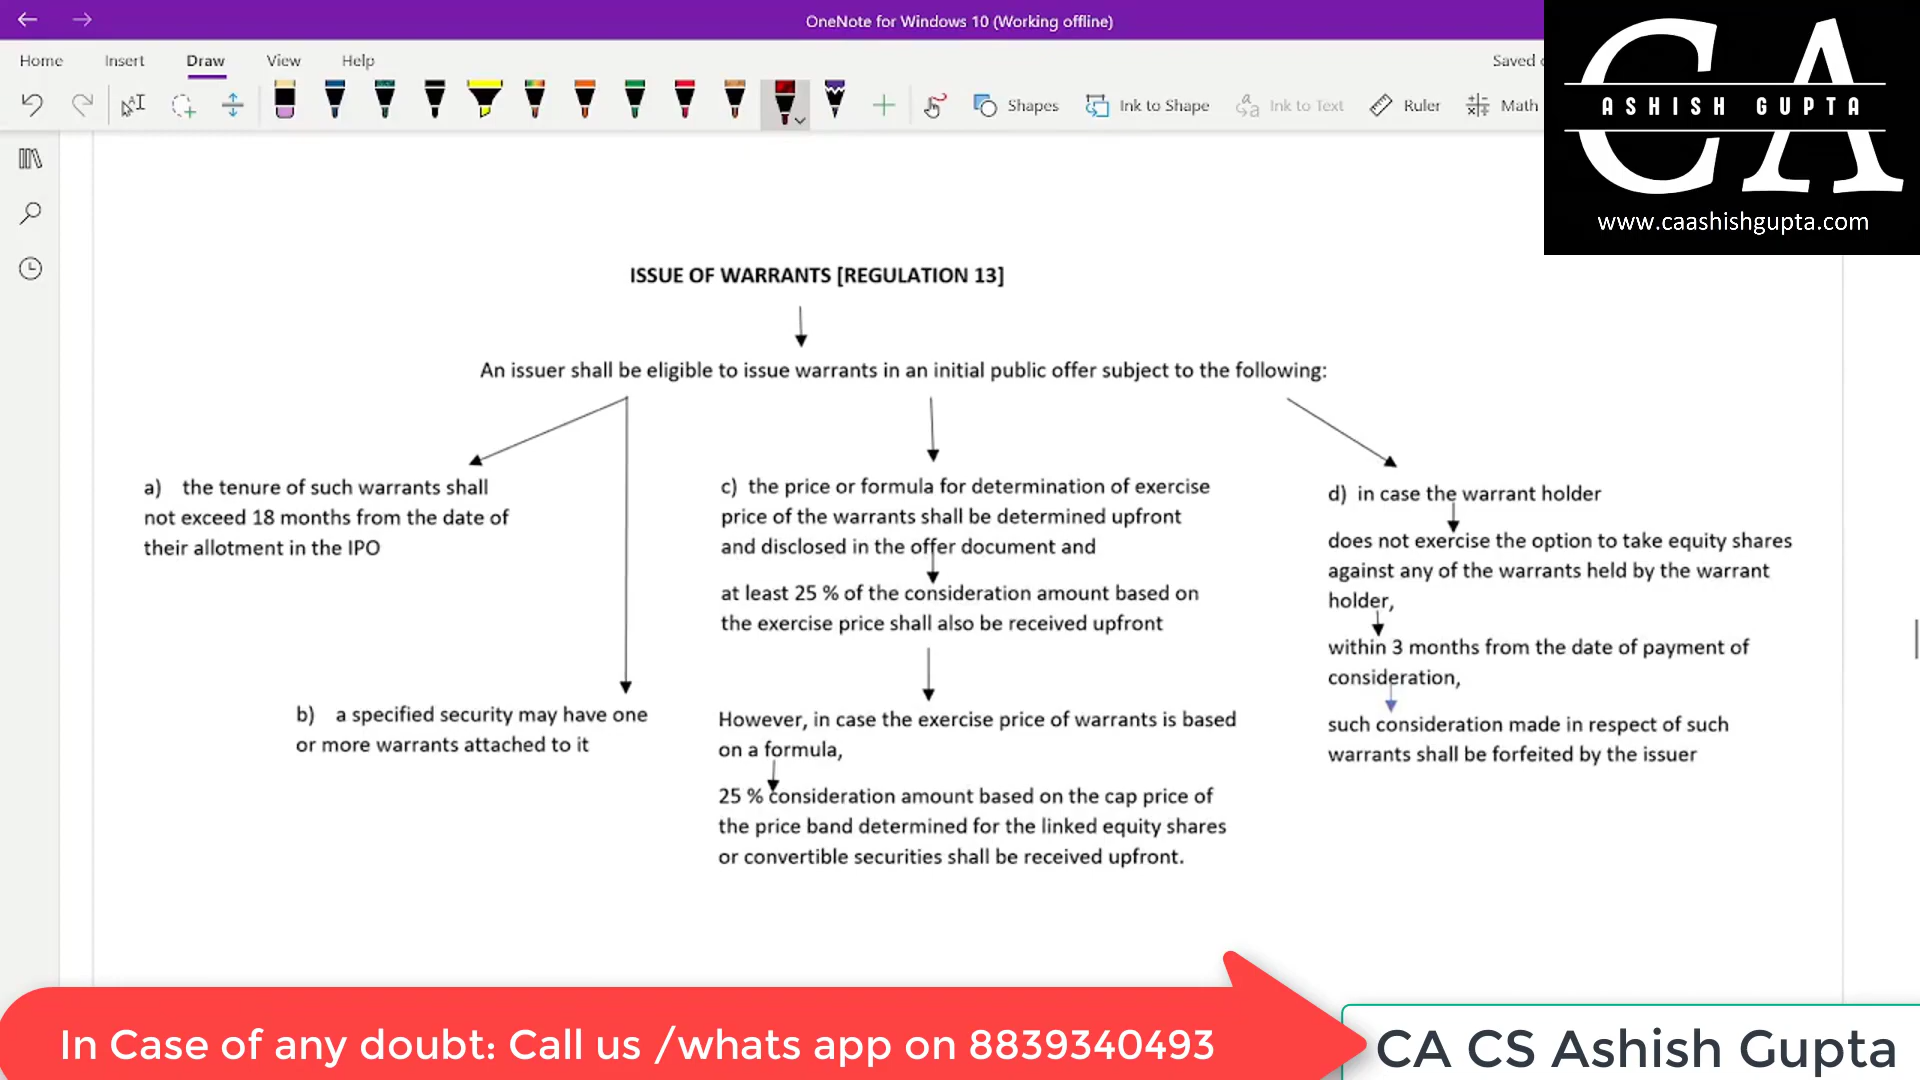 OneNote for Windows 10 (Working offline)
Home Insert Draw View Help Saved
Shapes Ink to Shape Ink to Text Ruler Math
CA
ASHISH GUPTA
www.caashishgupta.com
ISSUE OF WARRANTS [REGULATION 13]
An issuer shall be eligible to issue warrants in an initial public offer subject to the following:
a) the tenure of such warrants shall
not exceed 18 months from the date of
their allotment in the IPO
b) a specified security may have one
or more warrants attached to it
c) the price or formula for determination of exercise
price of the warrants shall be determined upfront
and disclosed in the offer document and
at least 25 % of the consideration amount based on
the exercise price shall also be received upfront
However, in case the exercise price of warrants is based
on a formula,
25 % consideration amount based on the cap price of
the price band determined for the linked equity shares
or convertible securities shall be received upfront.
d) in case the warrant holder
does not exercise the option to take equity shares
against any of the warrants held by the warrant
holder,
within 3 months from the date of payment of
consideration,
such consideration made in respect of such
warrants shall be forfeited by the issuer
In Case of any doubt: Call us /whats app on 8839340493
CA CS Ashish Gupta